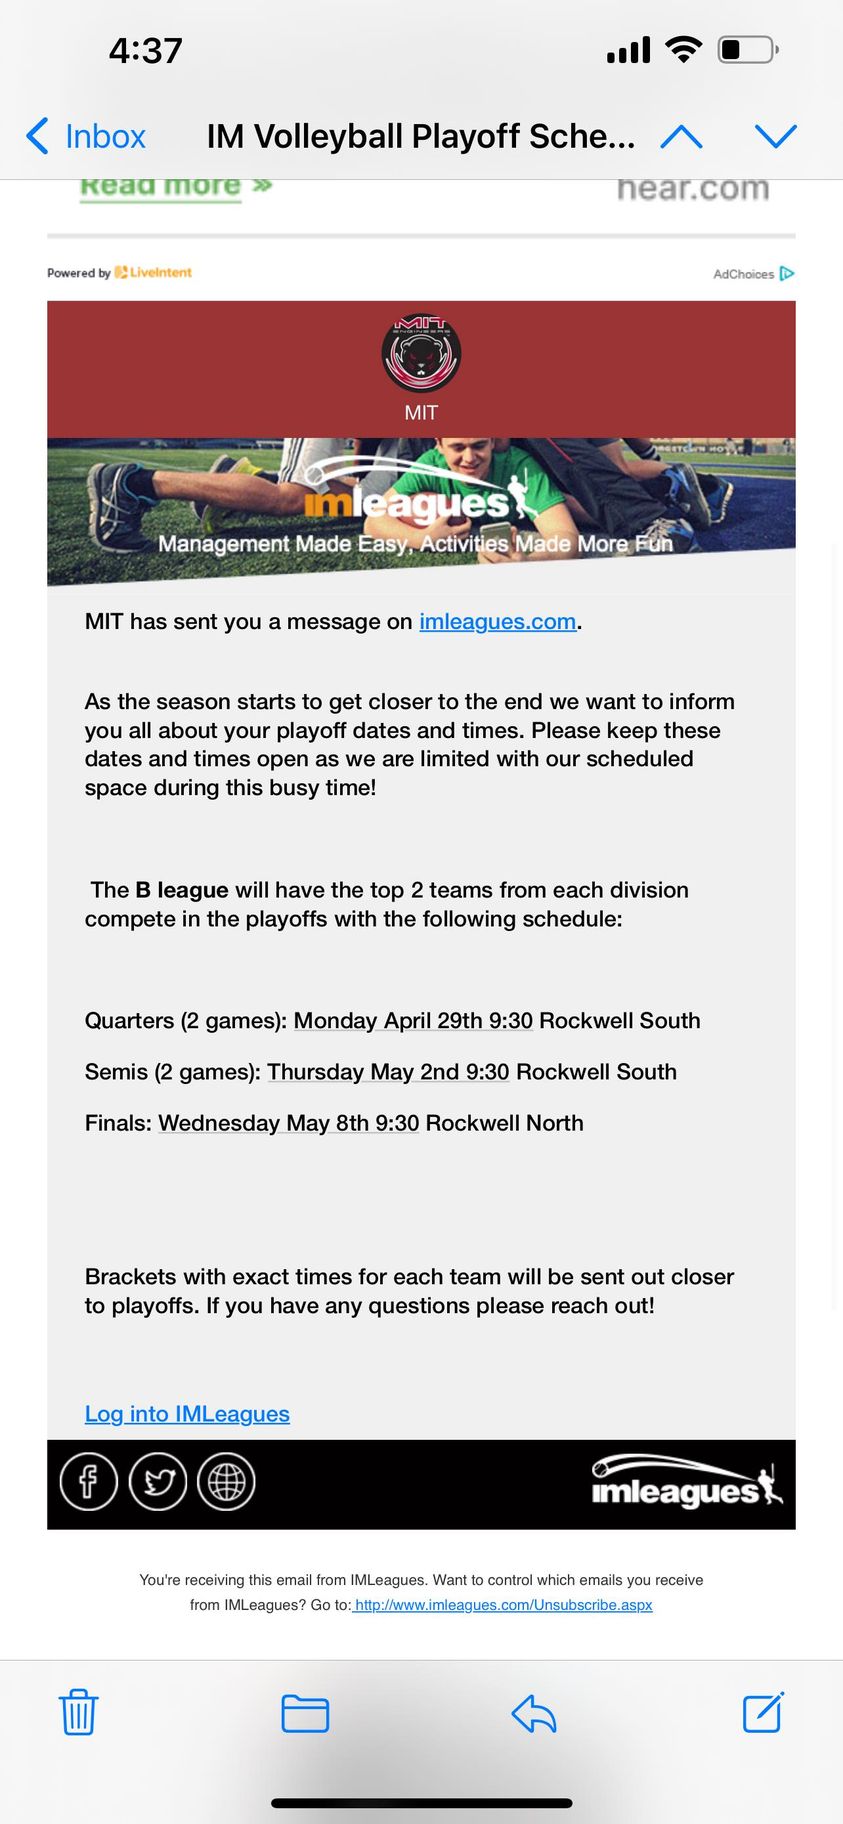 4:37
Inbox
IM Volleyball Playoff Sche...
Read more »
hear.com
Powered by LiveIntent
AdChoices
MIT
ENGINEERS
MIT
imleagues
Management Made Easy, Activities Made More Fun
MIT has sent you a message on imleagues.com.
As the season starts to get closer to the end we want to inform
you all about your playoff dates and times. Please keep these
dates and times open as we are limited with our scheduled
space during this busy time!
The B league will have the top 2 teams from each division
compete in the playoffs with the following schedule:
Quarters (2 games): Monday April 29th 9:30 Rockwell South
Semis (2 games): Thursday May 2nd 9:30 Rockwell South
Finals: Wednesday May 8th 9:30 Rockwell North
Brackets with exact times for each team will be sent out closer
to playoffs. If you have any questions please reach out!
Log into IMLeagues
imleagues
You're receiving this email from IMLeagues. Want to control which emails you receive
from IMLeagues? Go to: http://www.imleagues.com/Unsubscribe.aspx